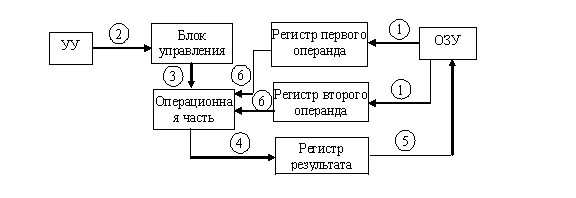 УУ
2
Блок
управления
Регистр первого
операнда
1
ОЗУ
3
6
6
1
Операционна
я часть
Регистр второго
операнда
4
Регистр
результата
5